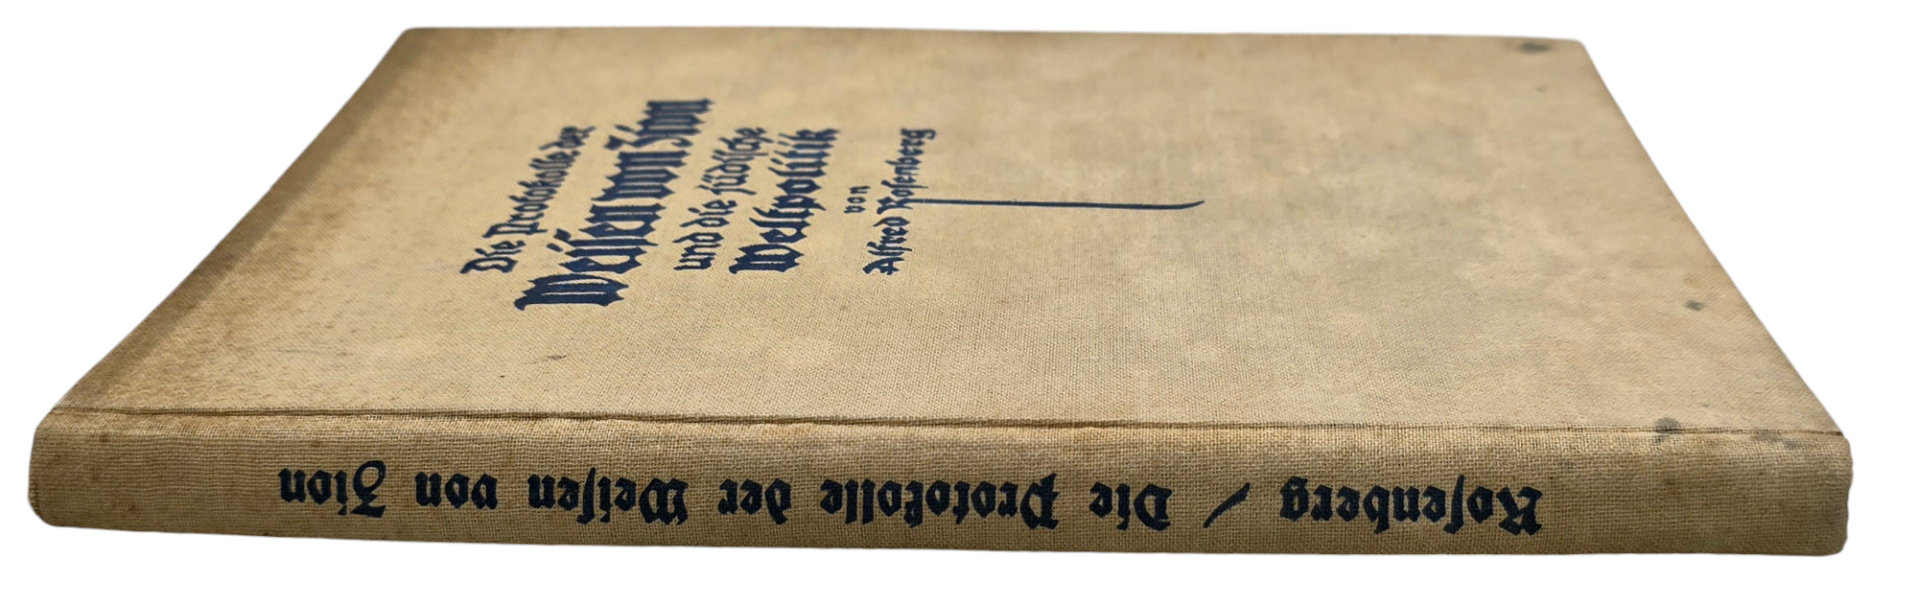 Die Protokolle der
Weisen von Zion
und die jüdische
Weltpolitik
von
Alfred Rosenberg
Rosenberg / Die Protokolle der Weisen von Zion